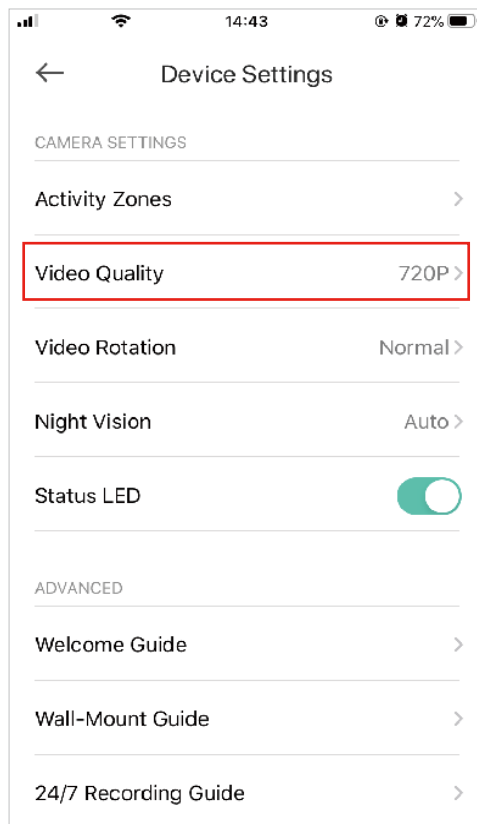 14:43 72%
Device Settings
CAMERA SETTINGS
Activity Zones
Video Quality 720P
Video Rotation Normal
Night Vision Auto
Status LED
ADVANCED
Welcome Guide
Wall-Mount Guide
24/7 Recording Guide